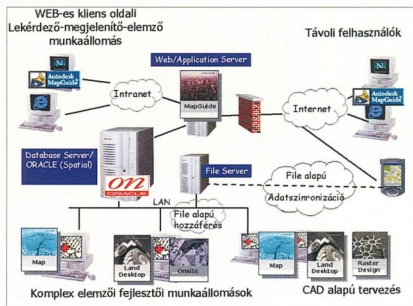 WEB-es kliens oldali
Lekérdező-megjelenítő-elemző
munkaállomás
Távoli felhasználók
Web/Application Server
Autodesk
MapGuide
Intranet
MapGuide
Internet
Autodesk
MapGuide
Database Server/
ORACLE (Spatial)
on
ORACLE
File Server
File alapú
Adatszinronizáció
LAN
File alapú
hozzáférés
Map
Land
Desktop
Onsite
Map
Land
Desktop
Raster
Design
Komplex elemzői fejlesztői munkaállomások
CAD alapú tervezés